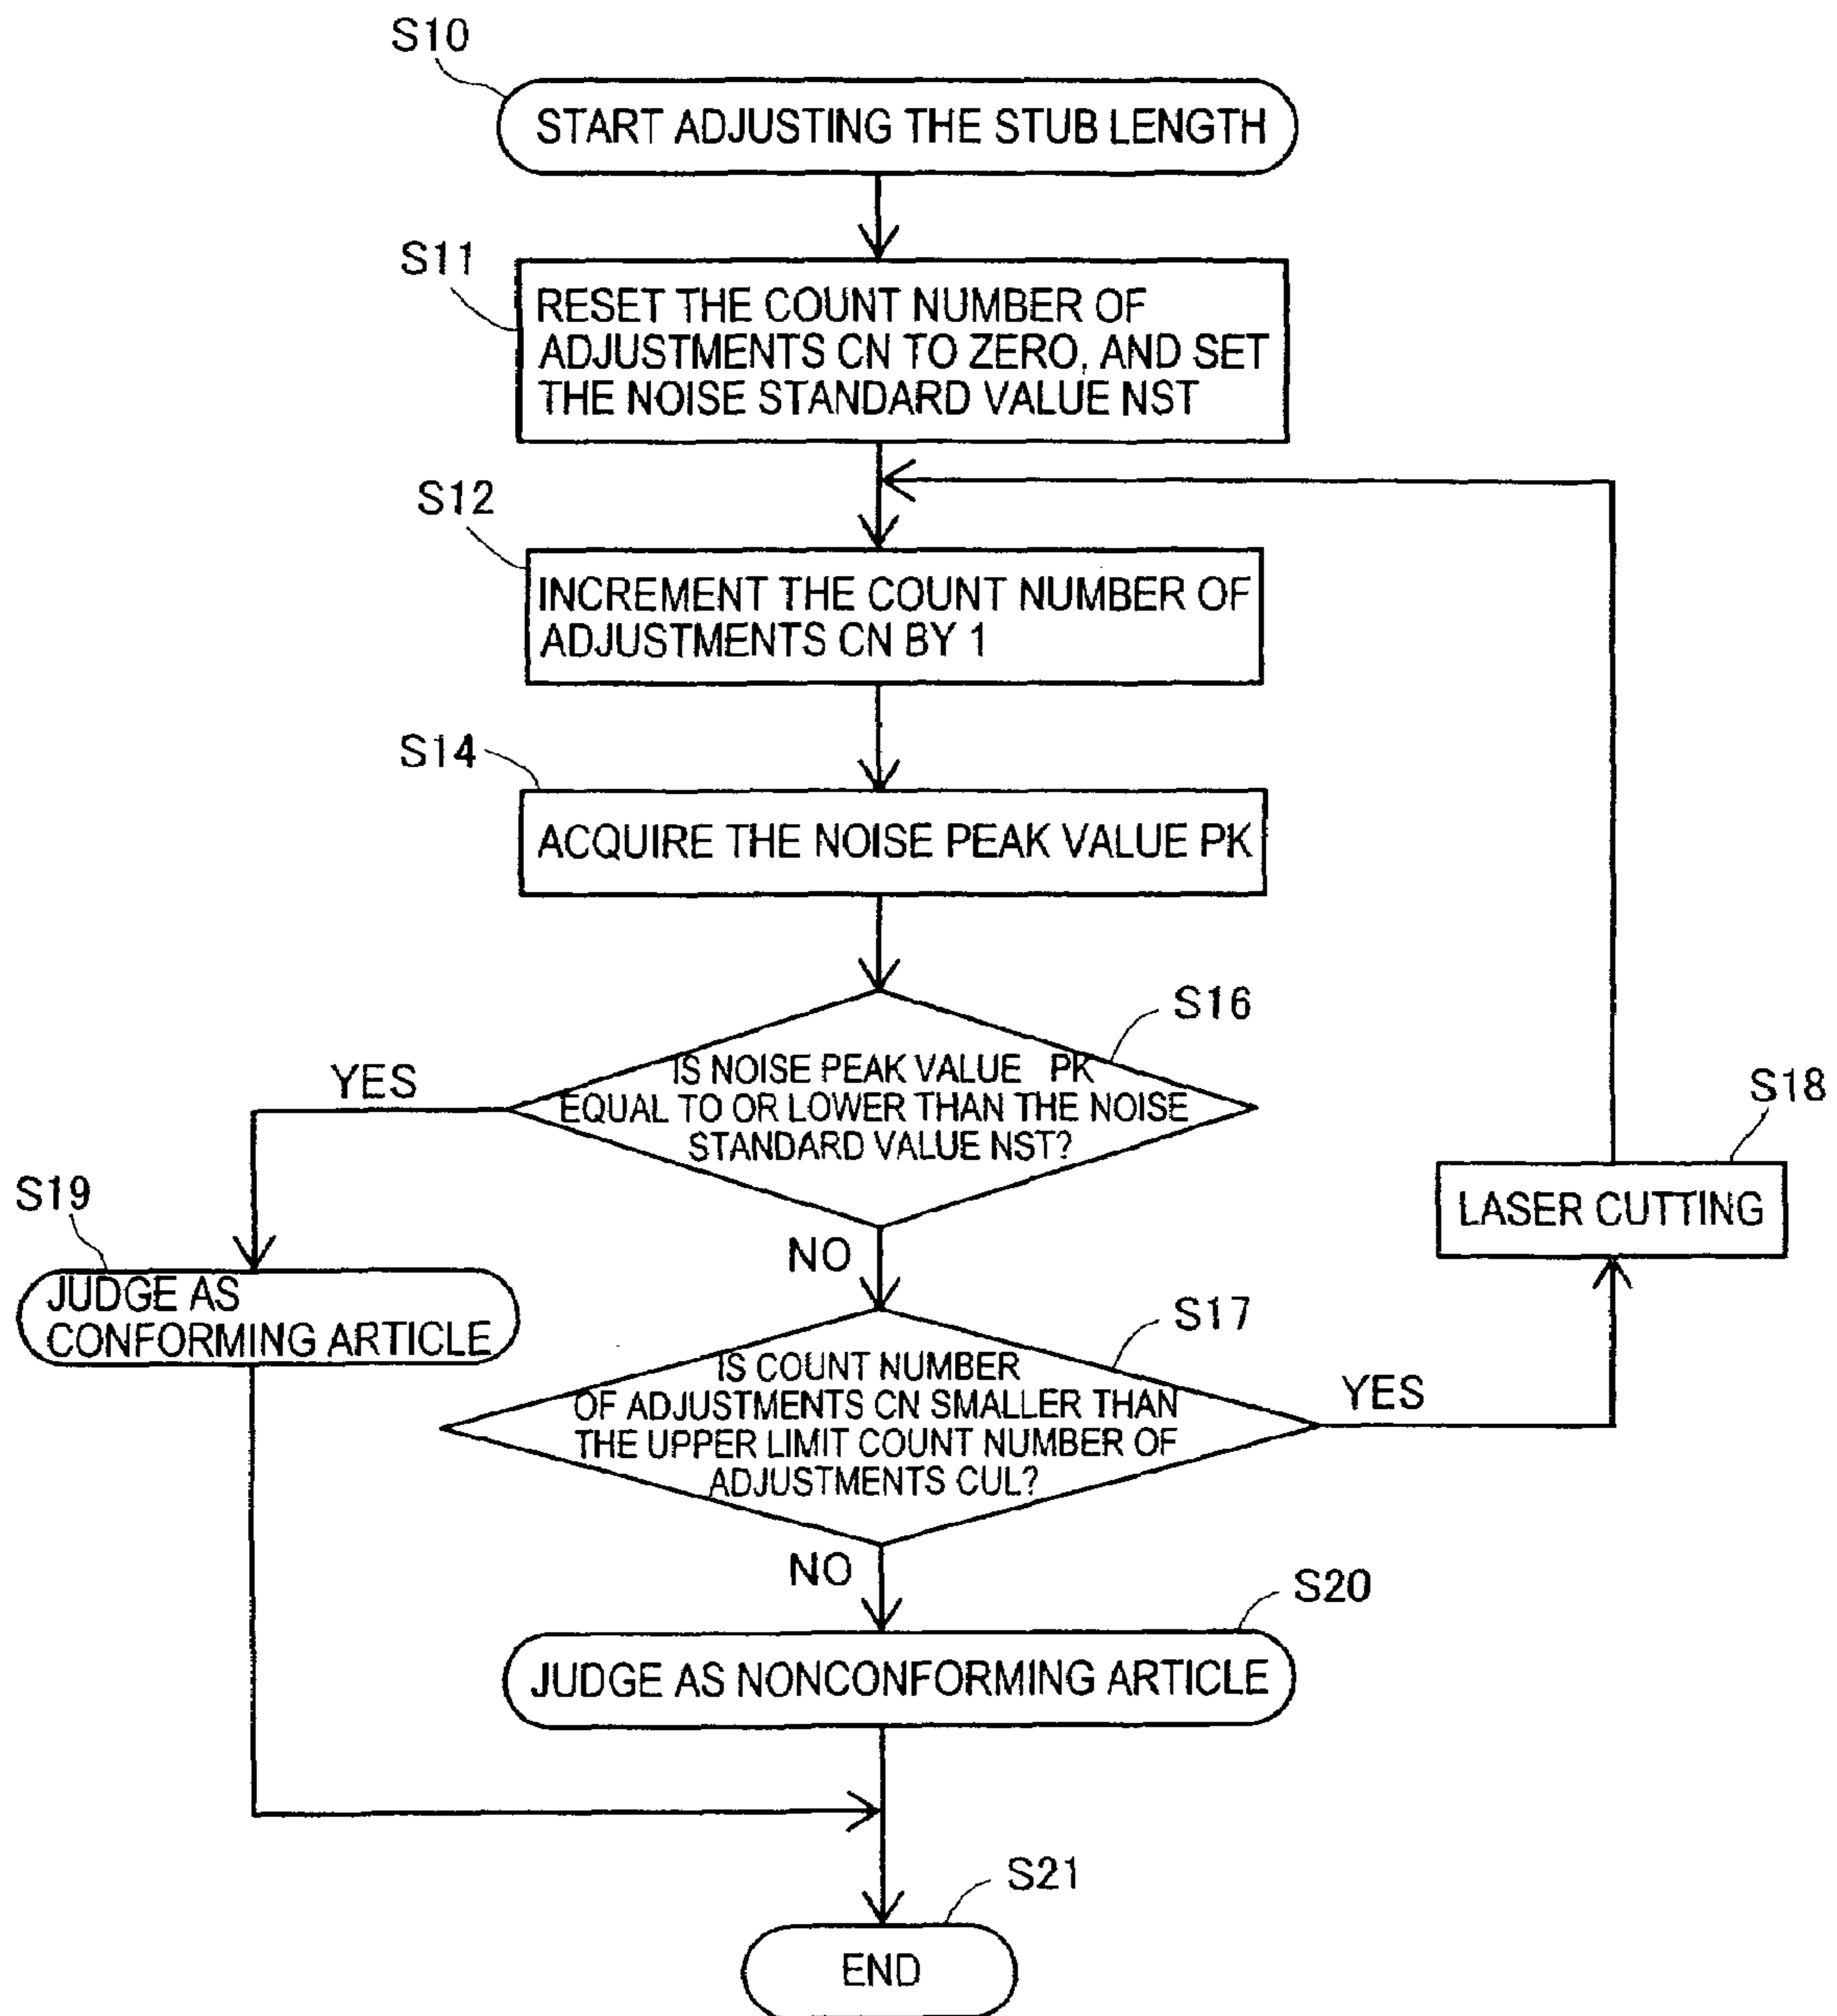 S10
START ADJUSTING THE STUB LENGTH
S11
RESET THE COUNT NUMBER OF
ADJUSTMENTS CN TO ZERO, AND SET
THE NOISE STANDARD VALUE NST
S12
INCREMENT THE COUNT NUMBER OF
ADJUSTMENTS CN BY 1
S14
ACQUIRE THE NOISE PEAK VALUE PK
S16
IS NOISE PEAK VALUE PK
EQUAL TO OR LOWER THAN THE NOISE
STANDARD VALUE NST?
YES
NO
S18
LASER CUTTING
S19
JUDGE AS
CONFORMING ARTICLE
S17
IS COUNT NUMBER
OF ADJUSTMENTS CN SMALLER THAN
THE UPPER LIMIT COUNT NUMBER OF
ADJUSTMENTS CUL?
YES
NO
S20
JUDGE AS NONCONFORMING ARTICLE
S21
END